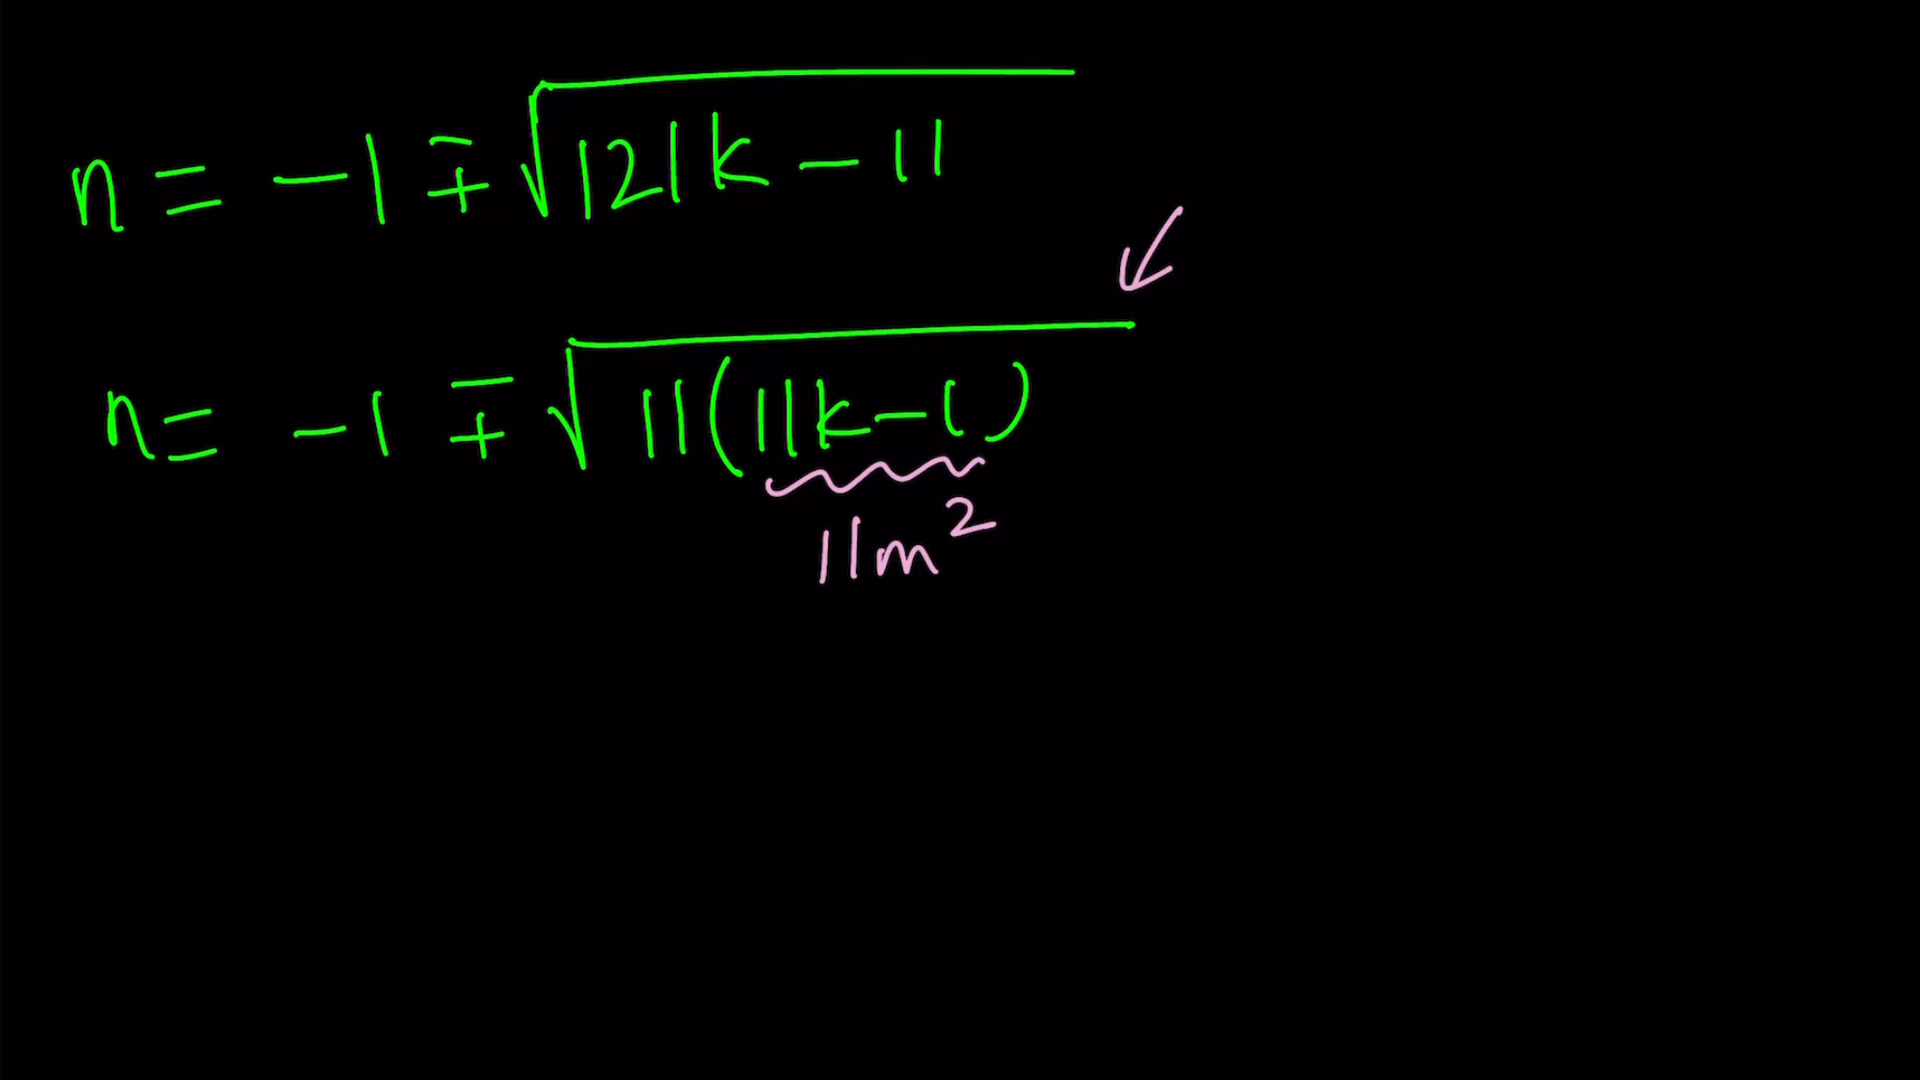 n = -1 ∓ √(121k - 11)
n = -1 ∓ √(11(11k - 1))
11m²